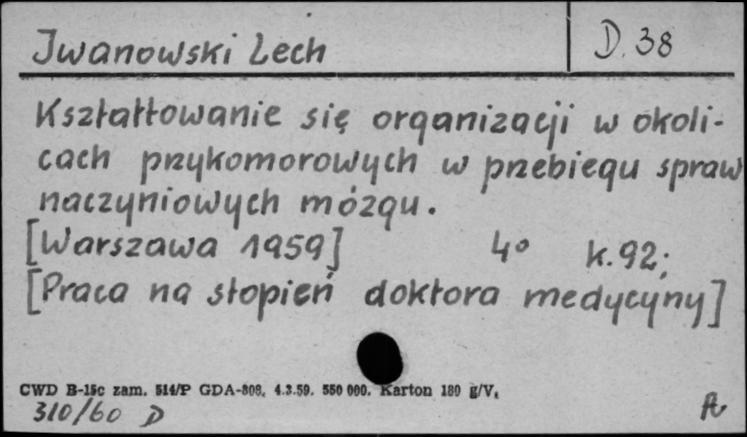 Iwanowski Lech
D. 38
Kształtowanie się organizacji w okoli-
cach przykomorowych w przebiegu spraw
naczyniowych mózgu.
[Warszawa 1959] 4° k. 92;
[Praca na stopień doktora medycyny]
CWD B-15c zam. 514/P GDA-808. 4.3.59. 550 000. Karton 180 g/V.
310/60 D